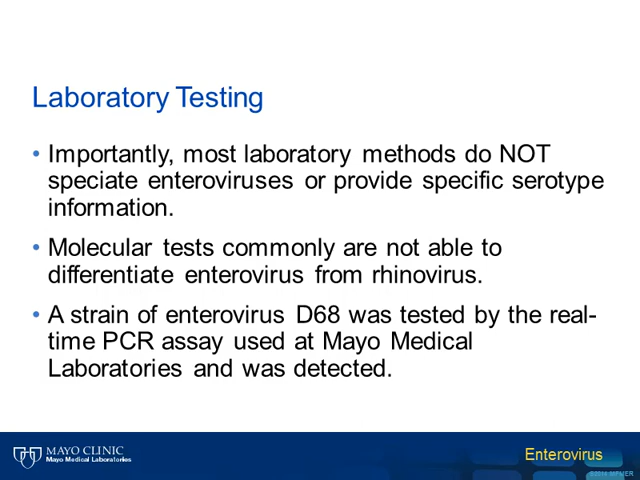 Laboratory Testing
• Importantly, most laboratory methods do NOT
speciate enteroviruses or provide specific serotype
information.
• Molecular tests commonly are not able to
differentiate enterovirus from rhinovirus.
• A strain of enterovirus D68 was tested by the real-
time PCR assay used at Mayo Medical
Laboratories and was detected.
MAYO CLINIC
Mayo Medical Laboratories
Enterovirus